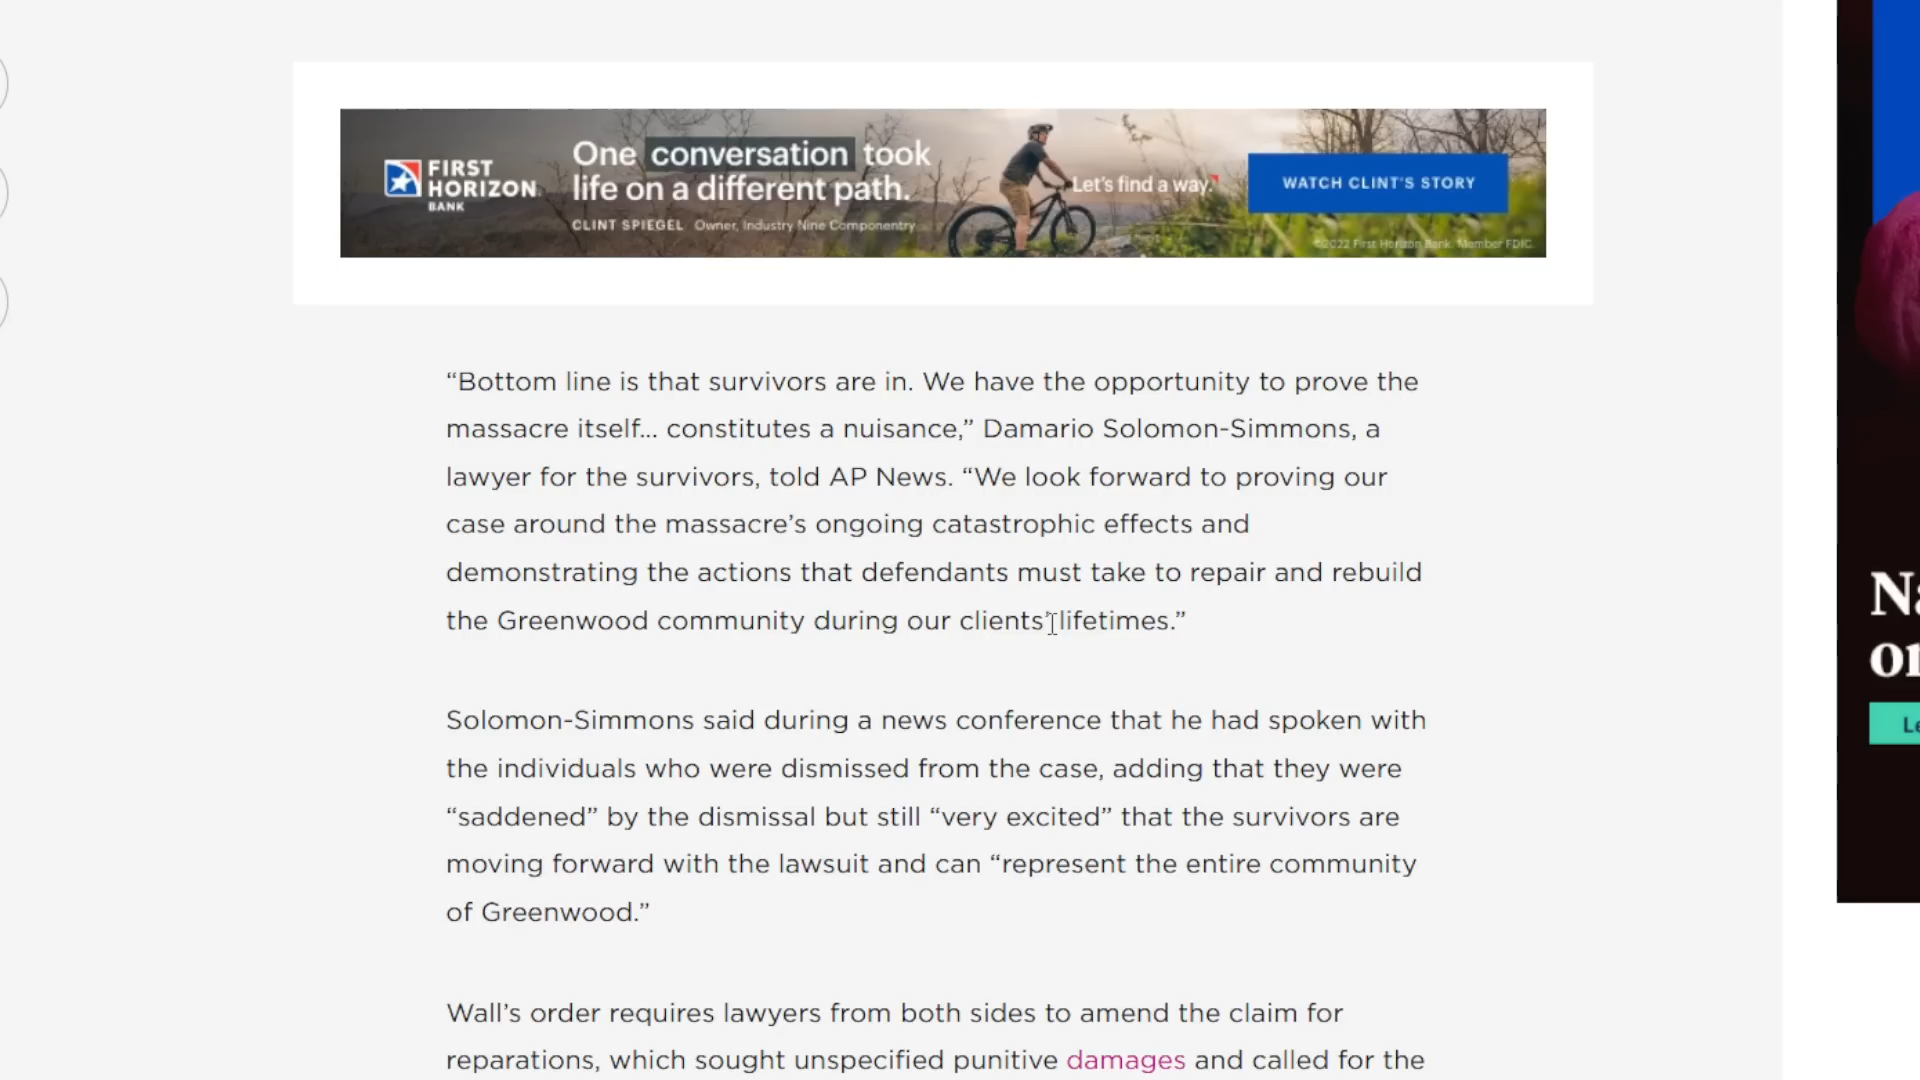 FIRST
HORIZON
BANK
One conversation took
life on a different path.
CLINT SPIEGEL Owner, Industry Nine Componentry
Let's find a way.
WATCH CLINT'S STORY
©2022 First Horizon Bank. Member FDIC.
“Bottom line is that survivors are in. We have the opportunity to prove the
massacre itself... constitutes a nuisance,” Damario Solomon-Simmons, a
lawyer for the survivors, told AP News. “We look forward to proving our
case around the massacre’s ongoing catastrophic effects and
demonstrating the actions that defendants must take to repair and rebuild
the Greenwood community during our clients’ lifetimes.”
Solomon-Simmons said during a news conference that he had spoken with
the individuals who were dismissed from the case, adding that they were
“saddened” by the dismissal but still “very excited” that the survivors are
moving forward with the lawsuit and can “represent the entire community
of Greenwood.”
Wall’s order requires lawyers from both sides to amend the claim for
reparations, which sought unspecified punitive damages and called for the